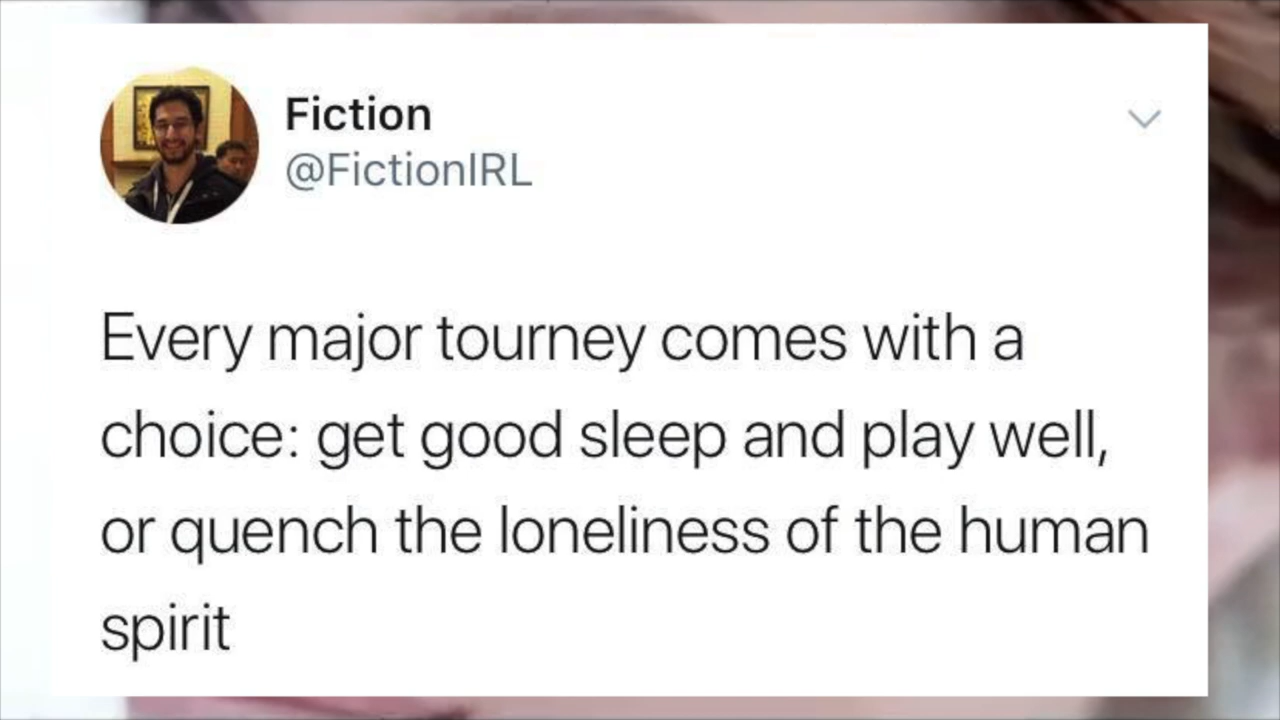 Fiction
@FictionIRL
Every major tourney comes with a
choice: get good sleep and play well,
or quench the loneliness of the human
spirit